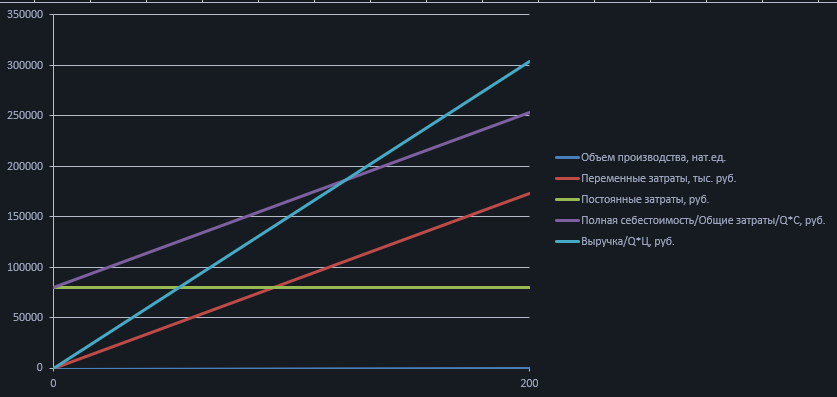 350000
300000
250000
200000
150000
100000
50000
0
0
200
Объем производства, нат.ед.
Переменные затраты, тыс. руб.
Постоянные затраты, руб.
Полная себестоимость/Общие затраты/Q*С, руб.
Выручка/Q*Ц, руб.